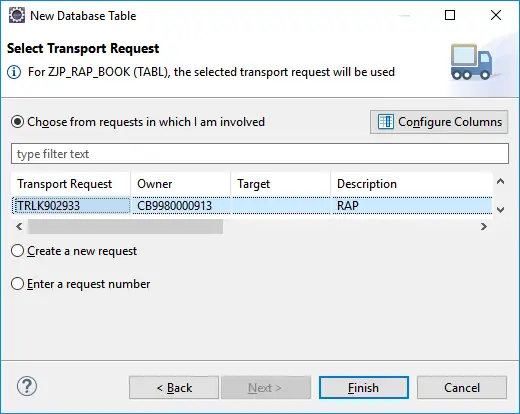 New Database Table
Select Transport Request
For ZJP_RAP_BOOK (TABL), the selected transport request will be used
Choose from requests in which I am involved
Configure Columns
type filter text
Transport Request Owner Target Description
TRLK902933 CB9980000913 RAP
Create a new request
Enter a request number
? < Back Next > Finish Cancel